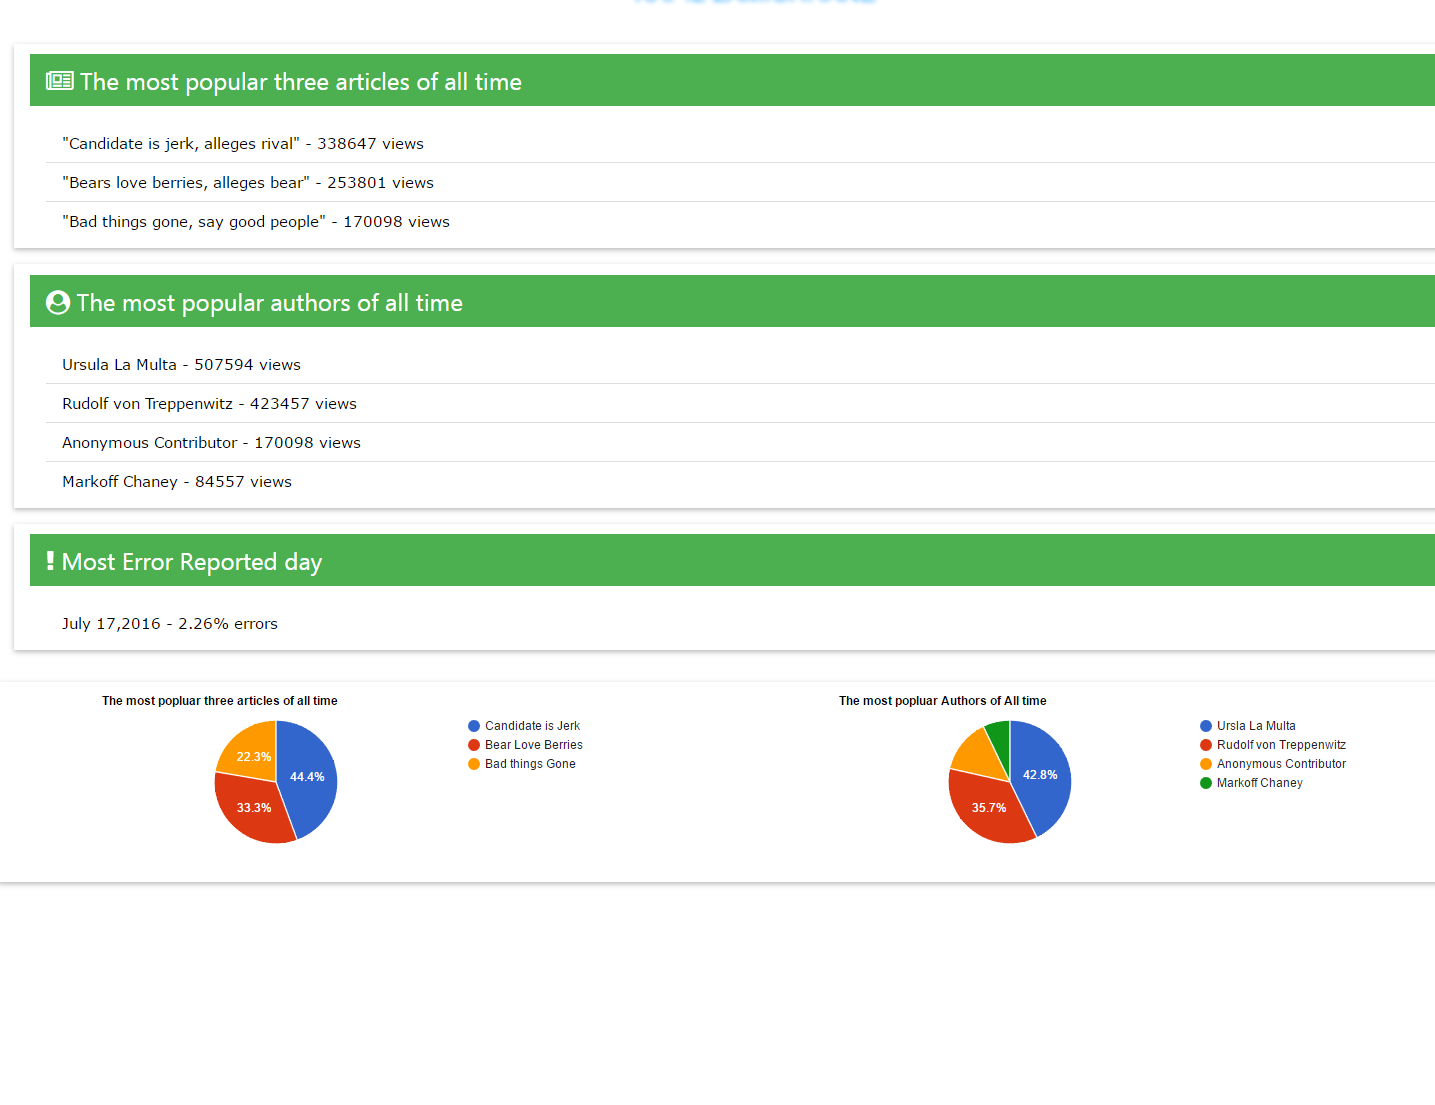 The most popular three articles of all time
"Candidate is jerk, alleges rival" - 338647 views
"Bears love berries, alleges bear" - 253801 views
"Bad things gone, say good people" - 170098 views
The most popular authors of all time
Ursula La Multa - 507594 views
Rudolf von Treppenwitz - 423457 views
Anonymous Contributor - 170098 views
Markoff Chaney - 84557 views
Most Error Reported day
July 17,2016 - 2.26% errors
The most popluar three articles of all time
Candidate is Jerk
Bear Love Berries
Bad things Gone
22.3%
44.4%
33.3%
The most popluar Authors of All time
Ursla La Multa
Rudolf von Treppenwitz
Anonymous Contributor
Markoff Chaney
42.8%
35.7%